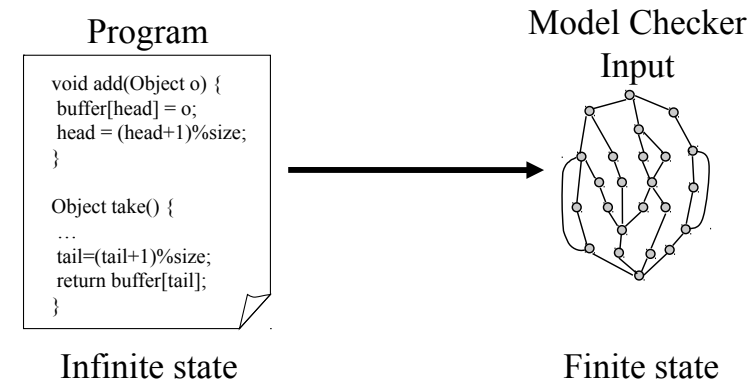 Program
void add(Object o) {
buffer[head] = o;
head = (head+1)%size;
}
Object take() {
…
tail=(tail+1)%size;
return buffer[tail];
}
Infinite state
Model Checker
Input
Finite state